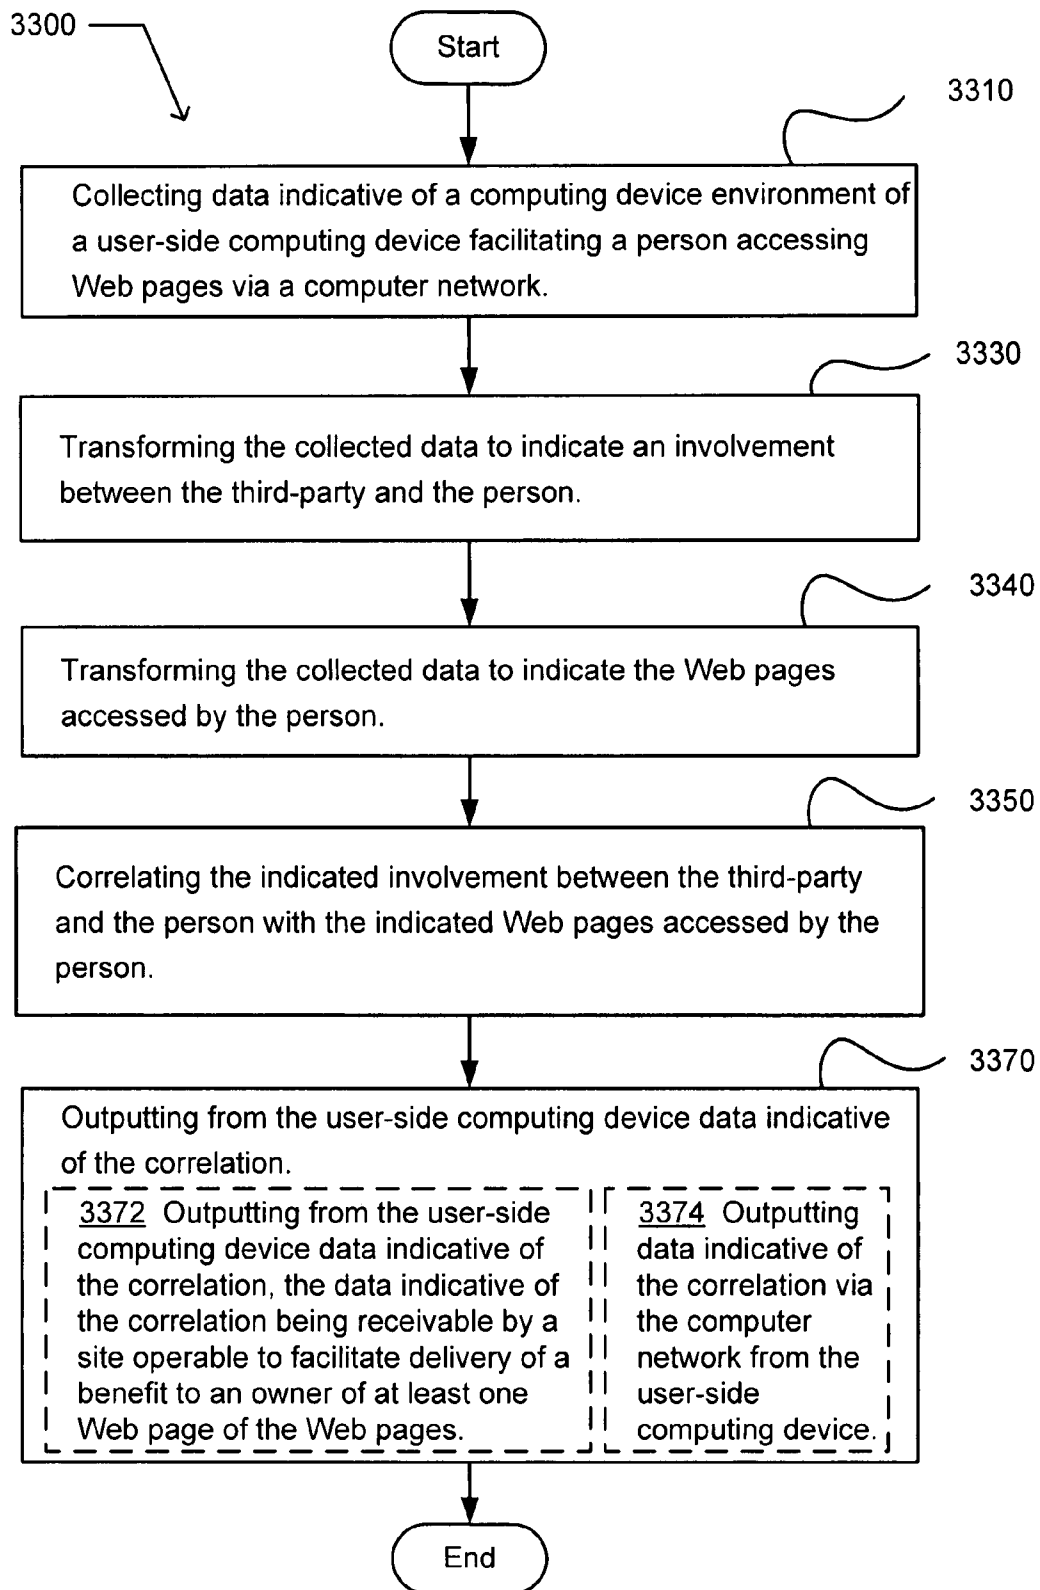 3300
Start
3310
Collecting data indicative of a computing device environment of
a user-side computing device facilitating a person accessing
Web pages via a computer network.
3330
Transforming the collected data to indicate an involvement
between the third-party and the person.
3340
Transforming the collected data to indicate the Web pages
accessed by the person.
3350
Correlating the indicated involvement between the third-party
and the person with the indicated Web pages accessed by the
person.
3370
Outputting from the user-side computing device data indicative
of the correlation.
3372 Outputting from the user-side
computing device data indicative of
the correlation, the data indicative of
the correlation being receivable by a
site operable to facilitate delivery of a
benefit to an owner of at least one
Web page of the Web pages.
3374 Outputting
data indicative of
the correlation via
the computer
network from the
user-side
computing device.
End